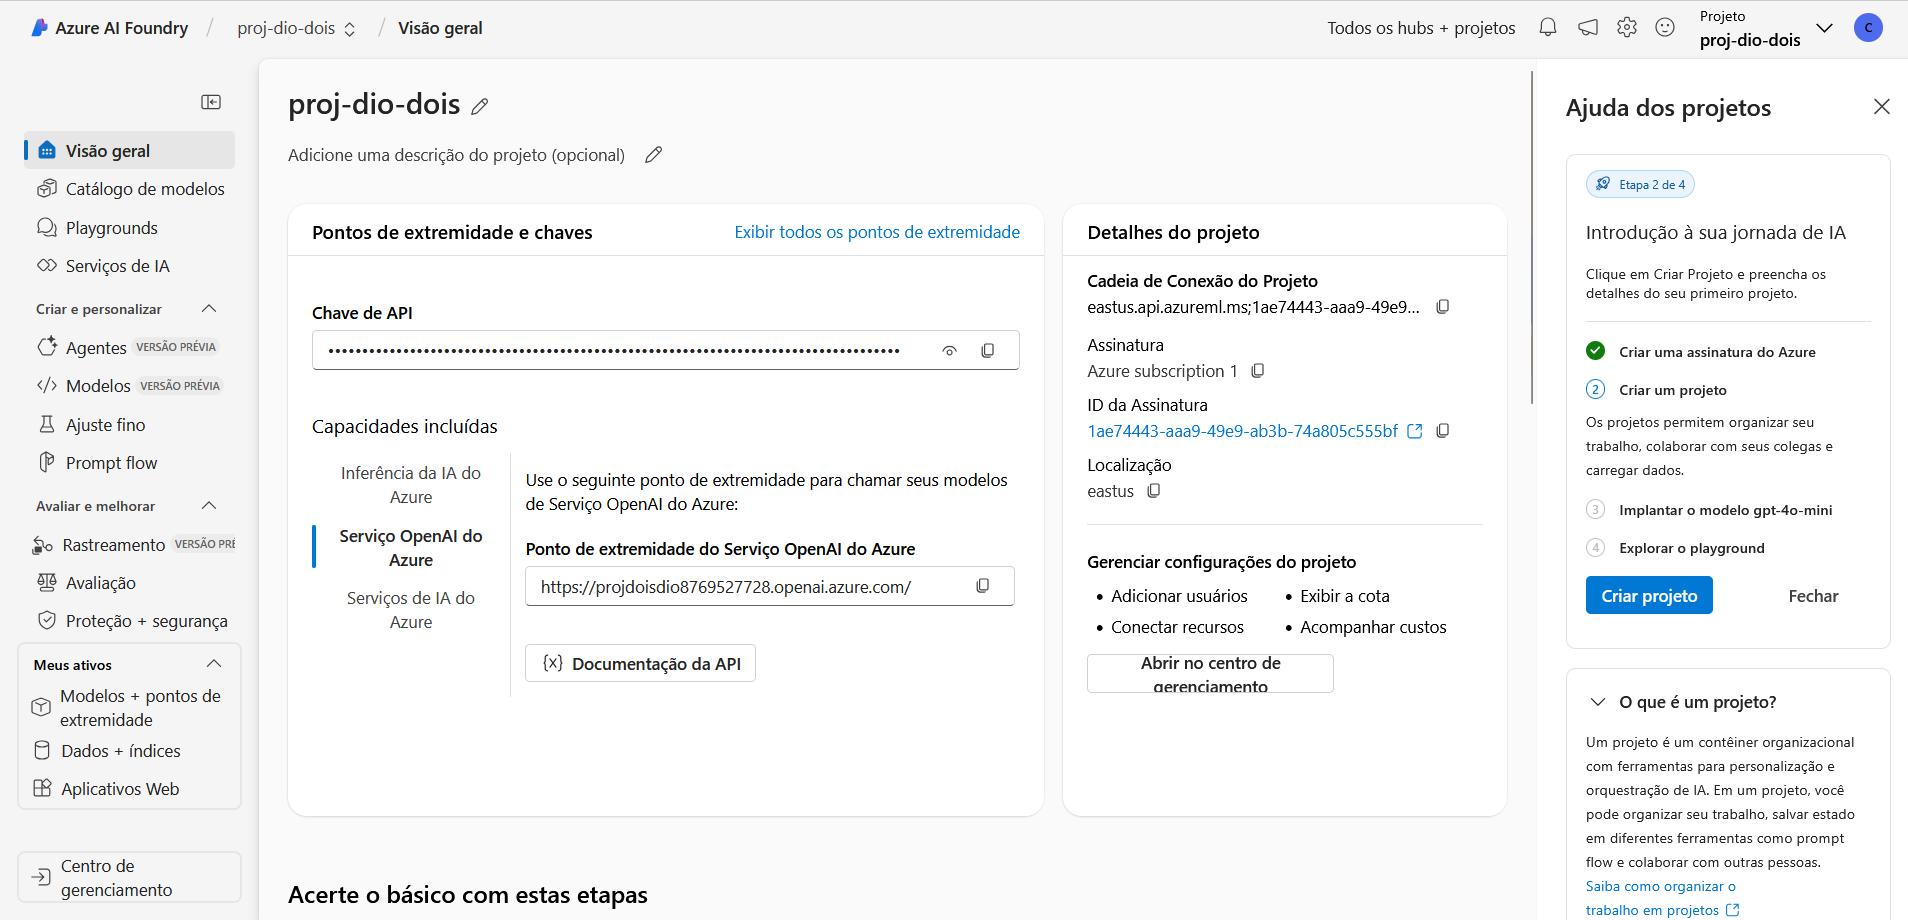 Azure AI Foundry / proj-dio-dois / Visão geral
Todos os hubs + projetos
Projeto
proj-dio-dois
C
Visão geral
Catálogo de modelos
Playgrounds
Serviços de IA
Criar e personalizar
Agentes VERSÃO PRÉVIA
Modelos VERSÃO PRÉVIA
Ajuste fino
Prompt flow
Avaliar e melhorar
Rastreamento VERSÃO PRÉ
Avaliação
Proteção + segurança
Meus ativos
Modelos + pontos de
extremidade
Dados + índices
Aplicativos Web
Centro de
gerenciamento
proj-dio-dois
Adicione uma descrição do projeto (opcional)
Pontos de extremidade e chaves
Exibir todos os pontos de extremidade
Chave de API
Capacidades incluídas
Inferência da IA do
Azure
Serviço OpenAI do
Azure
Serviços de IA do
Azure
Use o seguinte ponto de extremidade para chamar seus modelos
de Serviço OpenAI do Azure:
Ponto de extremidade do Serviço OpenAI do Azure
https://projdoisdio8769527728.openai.azure.com/
{x} Documentação da API
Detalhes do projeto
Cadeia de Conexão do Projeto
eastus.api.azureml.ms;1ae74443-aaa9-49e9...
Assinatura
Azure subscription 1
ID da Assinatura
1ae74443-aaa9-49e9-ab3b-74a805c555bf
Localização
eastus
Gerenciar configurações do projeto
• Adicionar usuários
• Exibir a cota
• Conectar recursos
• Acompanhar custos
Abrir no centro de
gerenciamento
Acerte o básico com estas etapas
Ajuda dos projetos
Etapa 2 de 4
Introdução à sua jornada de IA
Clique em Criar Projeto e preencha os
detalhes do seu primeiro projeto.
Criar uma assinatura do Azure
2 Criar um projeto
Os projetos permitem organizar seu
trabalho, colaborar com seus colegas e
carregar dados.
3 Implantar o modelo gpt-4o-mini
4 Explorar o playground
Criar projeto
Fechar
O que é um projeto?
Um projeto é um contêiner organizacional
com ferramentas para personalização e
orquestração de IA. Em um projeto, você
pode organizar seu trabalho, salvar estado
em diferentes ferramentas como prompt
flow e colaborar com outras pessoas.
Saiba como organizar o
trabalho em projetos